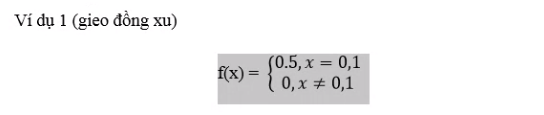 Ví dụ 1 (gieo đồng xu)
f(x) = {0.5, x = 0,1
0, x ≠ 0,1